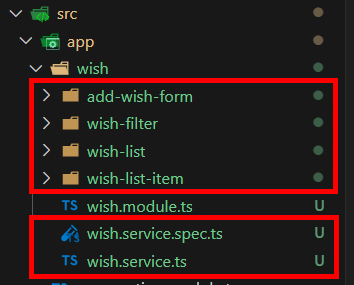 src
app
wish
add-wish-form
wish-filter
wish-list
wish-list-item
TS wish.module.ts U
wish.service.spec.ts U
TS wish.service.ts U